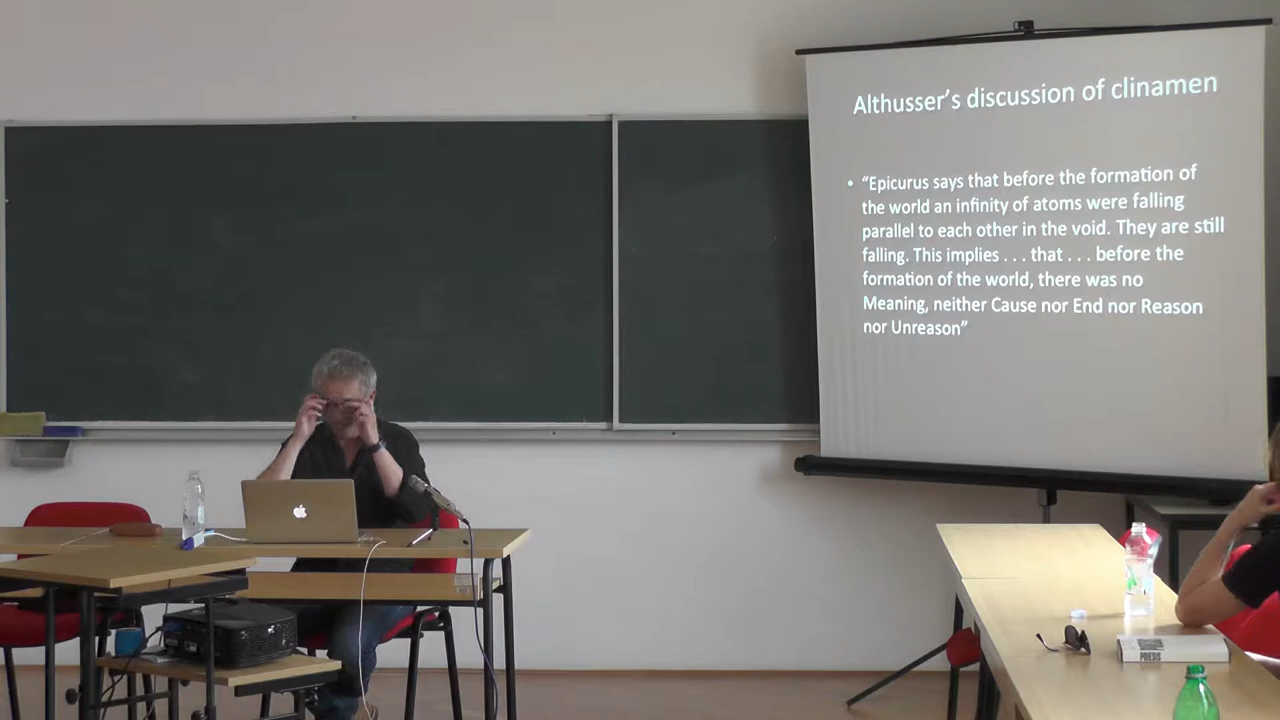 Althusser's discussion of clinamen
• “Epicurus says that before the formation of
the world an infinity of atoms were falling
parallel to each other in the void. They are still
falling. This implies . . . that . . . before the
formation of the world, there was no
Meaning, neither Cause nor End nor Reason
nor Unreason”
POESIS